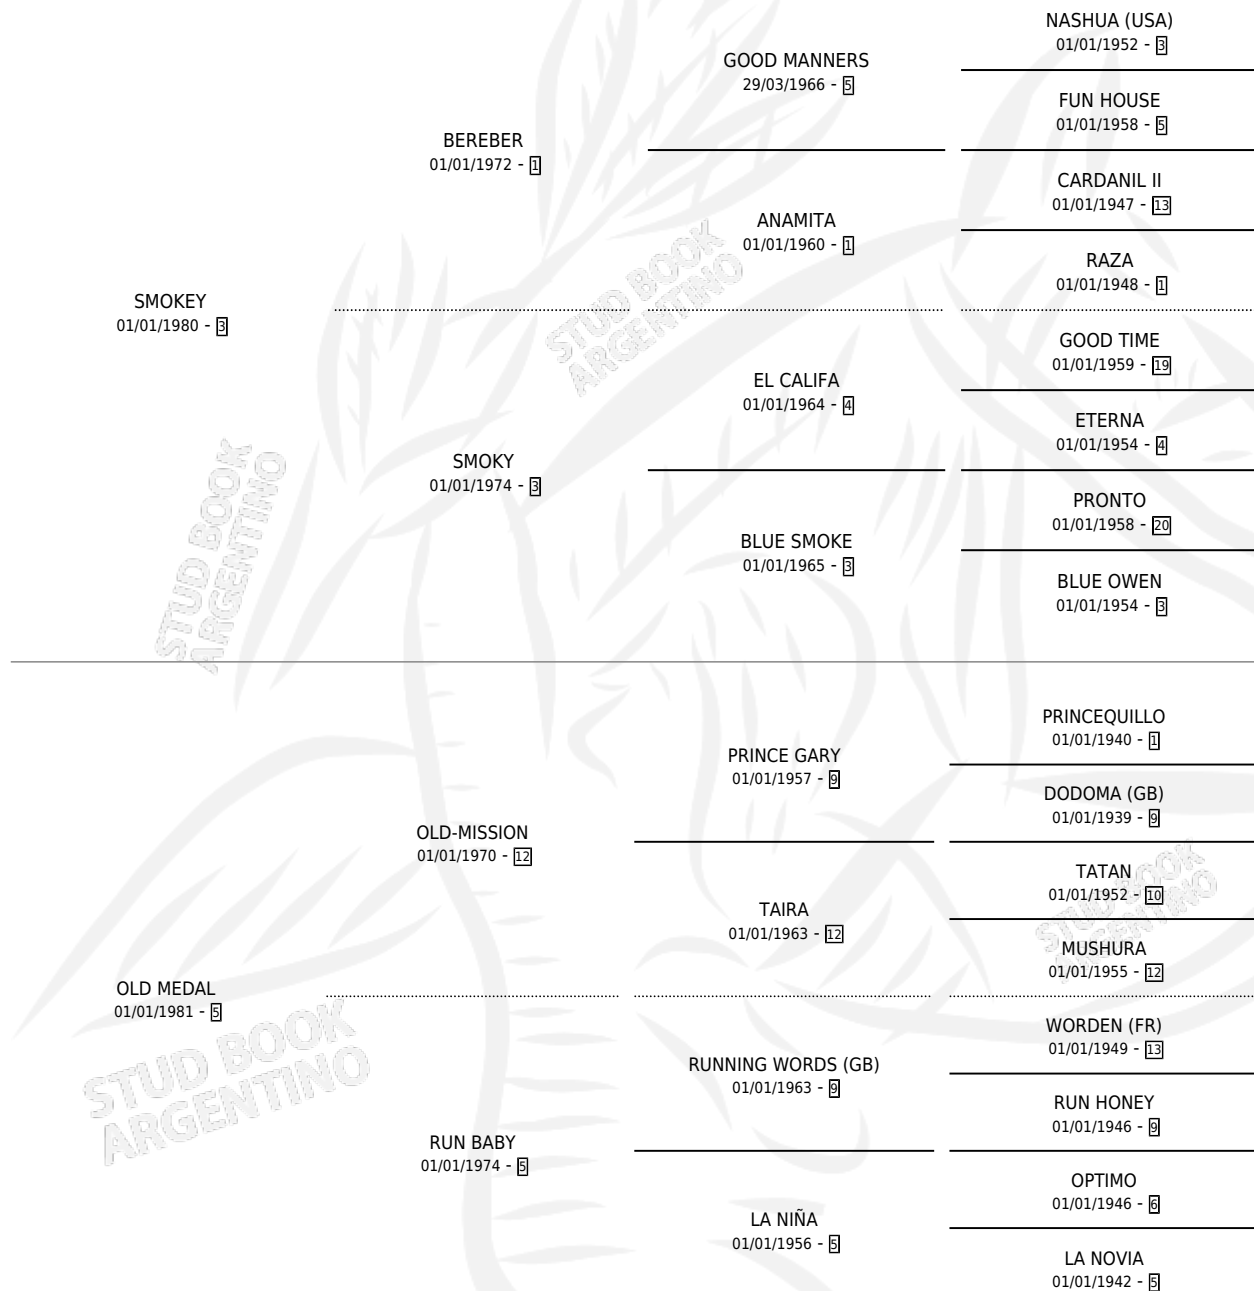 NASHUA (USA)
01/01/1952 - 3
GOOD MANNERS
29/03/1966 - 5
FUN HOUSE
01/01/1958 - 5
BEREBER
01/01/1972 - 1
CARDANIL II
01/01/1947 - 13
ANAMITA
01/01/1960 - 1
RAZA
01/01/1948 - 1
SMOKEY
01/01/1980 - 3
STUD BOOK
ARGENTINO
GOOD TIME
01/01/1959 - 19
EL CALIFA
01/01/1964 - 4
ETERNA
01/01/1954 - 4
SMOKY
01/01/1974 - 3
PRONTO
01/01/1958 - 20
BLUE SMOKE
01/01/1965 - 3
BLUE OWEN
01/01/1954 - 3
STUD BOOK
ARGENTINO
PRINCEQUILLO
01/01/1940 - 1
PRINCE GARY
01/01/1957 - 9
DODOMA (GB)
01/01/1939 - 9
OLD-MISSION
01/01/1970 - 12
TATAN
01/01/1952 - 10
TAIRA
01/01/1963 - 12
MUSHURA
01/01/1955 - 12
STUD BOOK
ARGENTINO
OLD MEDAL
01/01/1981 - 5
WORDEN (FR)
01/01/1949 - 13
RUNNING WORDS (GB)
01/01/1963 - 9
RUN HONEY
01/01/1946 - 9
STUD BOOK
ARGENTINO
RUN BABY
01/01/1974 - 5
OPTIMO
01/01/1946 - 6
LA NIÑA
01/01/1956 - 5
LA NOVIA
01/01/1942 - 5